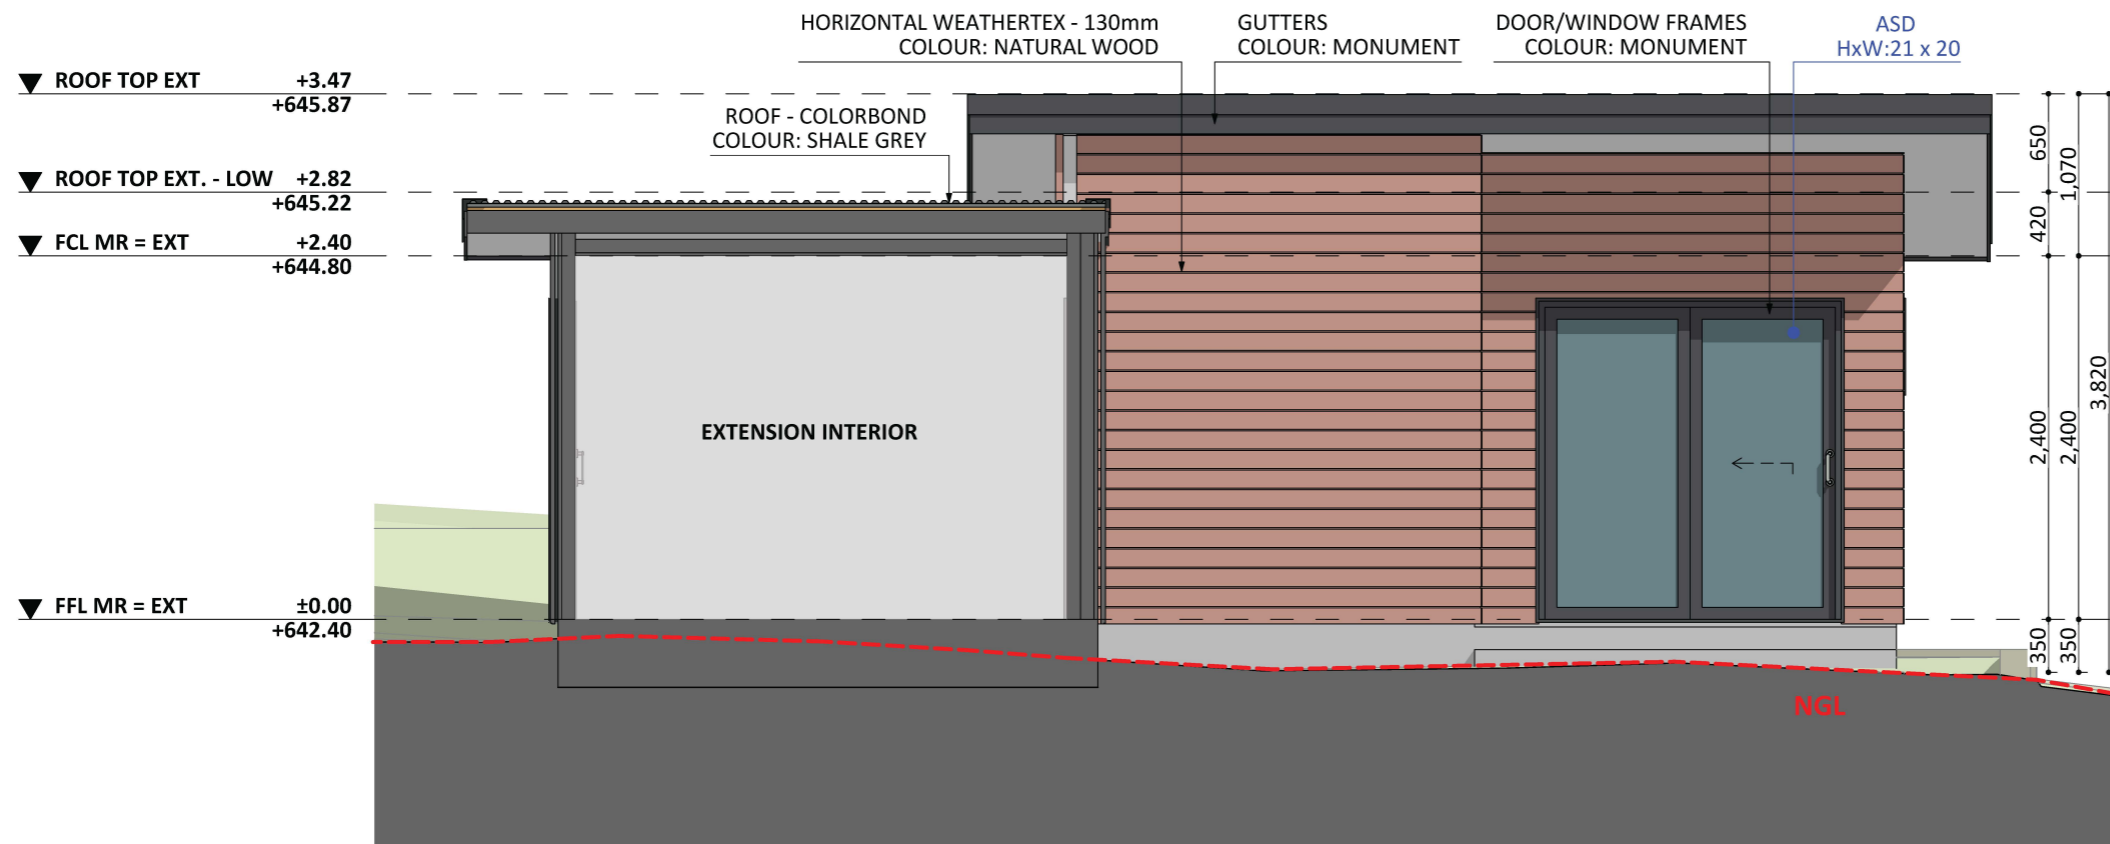 HORIZONTAL WEATHERTEX - 130mm
COLOUR: NATURAL WOOD
GUTTERS
COLOUR: MONUMENT
DOOR/WINDOW FRAMES
COLOUR: MONUMENT
ASD
HxW:21 x 20
ROOF TOP EXT +3.47
+645.87
ROOF - COLORBOND
COLOUR: SHALE GREY
ROOF TOP EXT. - LOW +2.82
+645.22
FCL MR = EXT +2.40
+644.80
EXTENSION INTERIOR
FFL MR = EXT ±0.00
+642.40
NGL
650
420
2,400
350
1,070
2,400
350
3,820